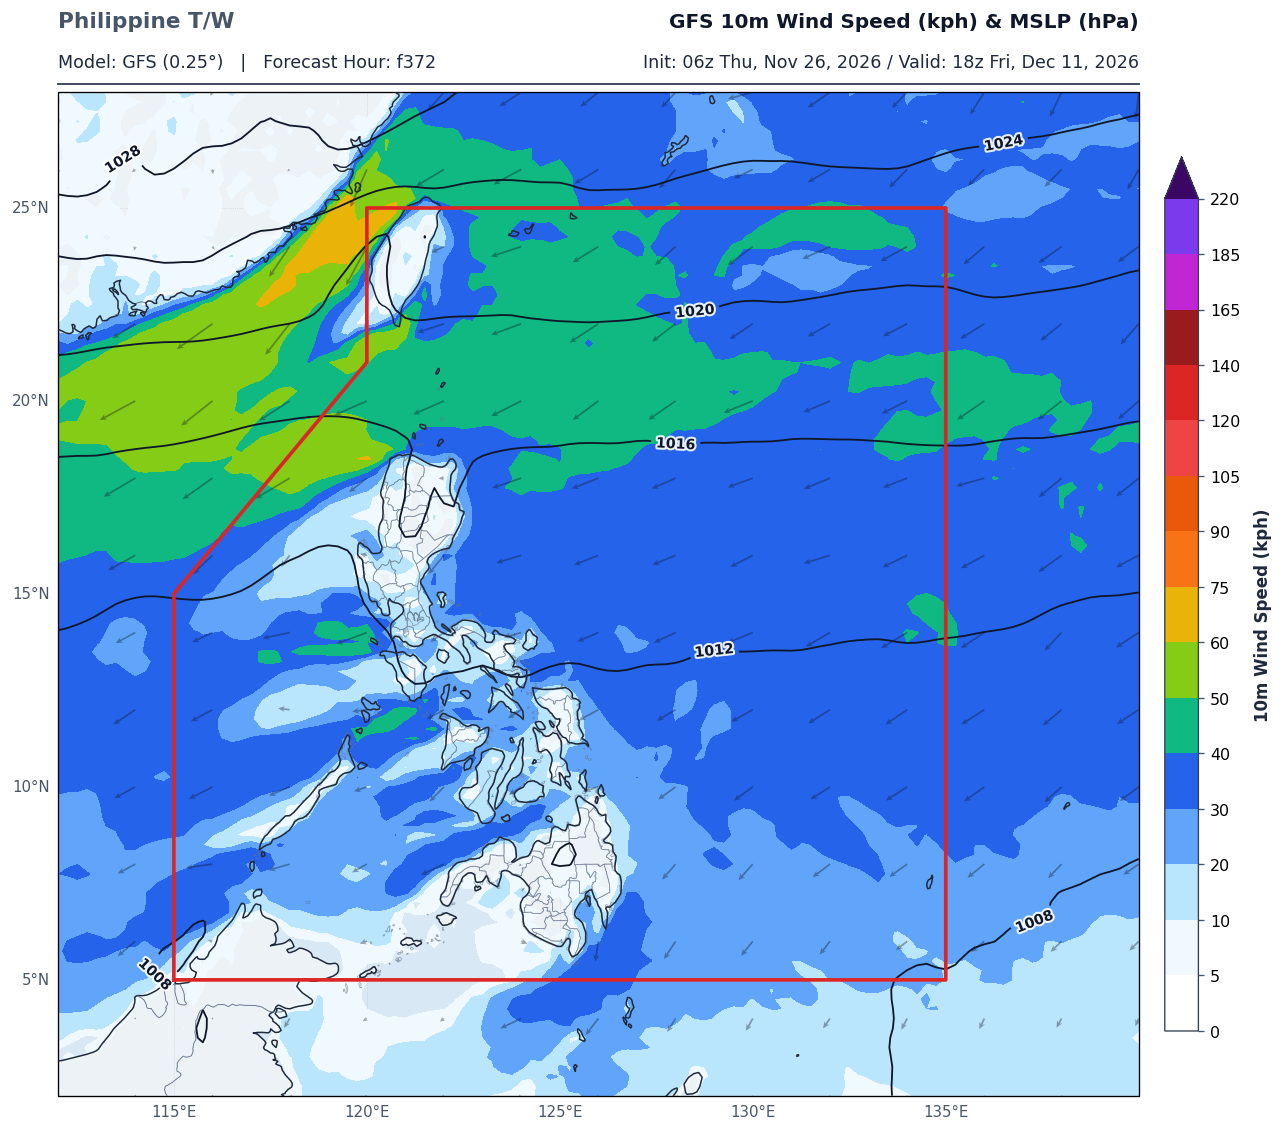 Philippine T/W
GFS 10m Wind Speed (kph) & MSLP (hPa)
Model: GFS (0.25°) | Forecast Hour: f372
Init: 06z Thu, Nov 26, 2026 / Valid: 18z Fri, Dec 11, 2026
1028
1024
1020
1016
1012
1008
1008
25°N
20°N
15°N
10°N
5°N
115°E
120°E
125°E
130°E
135°E
220
185
165
140
120
105
90
75
60
50
40
30
20
10
5
0
10m Wind Speed (kph)